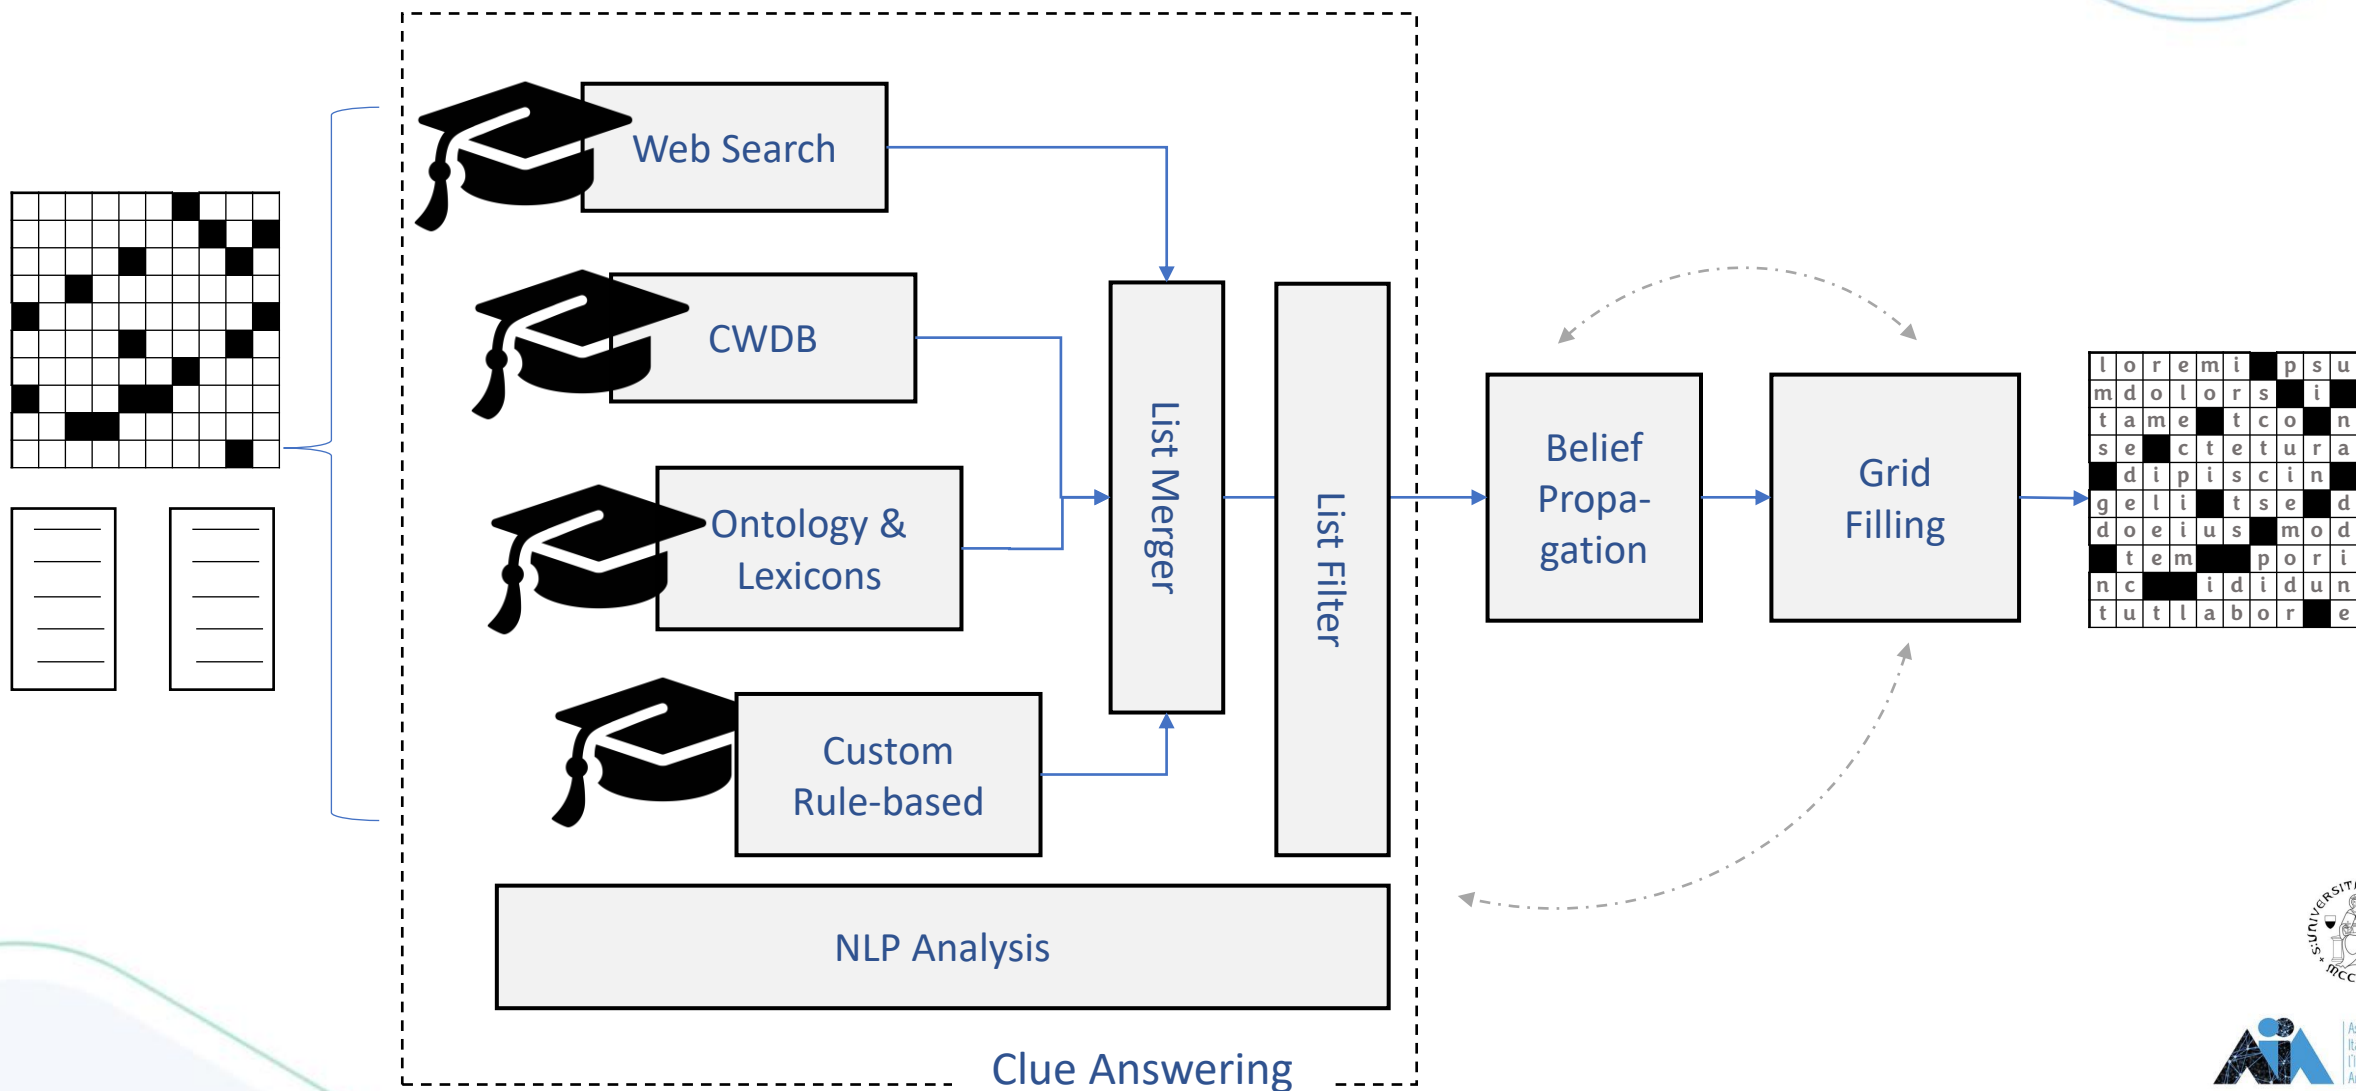 Web Search
CWDB
Ontology &
Lexicons
Custom
Rule-based
NLP Analysis
List Merger
List Filter
Clue Answering
Belief
Propa-
gation
Grid
Filling
l o r e m i p s u
m d o l o r s i
t a m e t c o n
s e c t e t u r a
d i p i s c i n
g e l i t s e d
d o e i u s m o d
t e m p o r i
n c i d i d u n
t u t l a b o r e